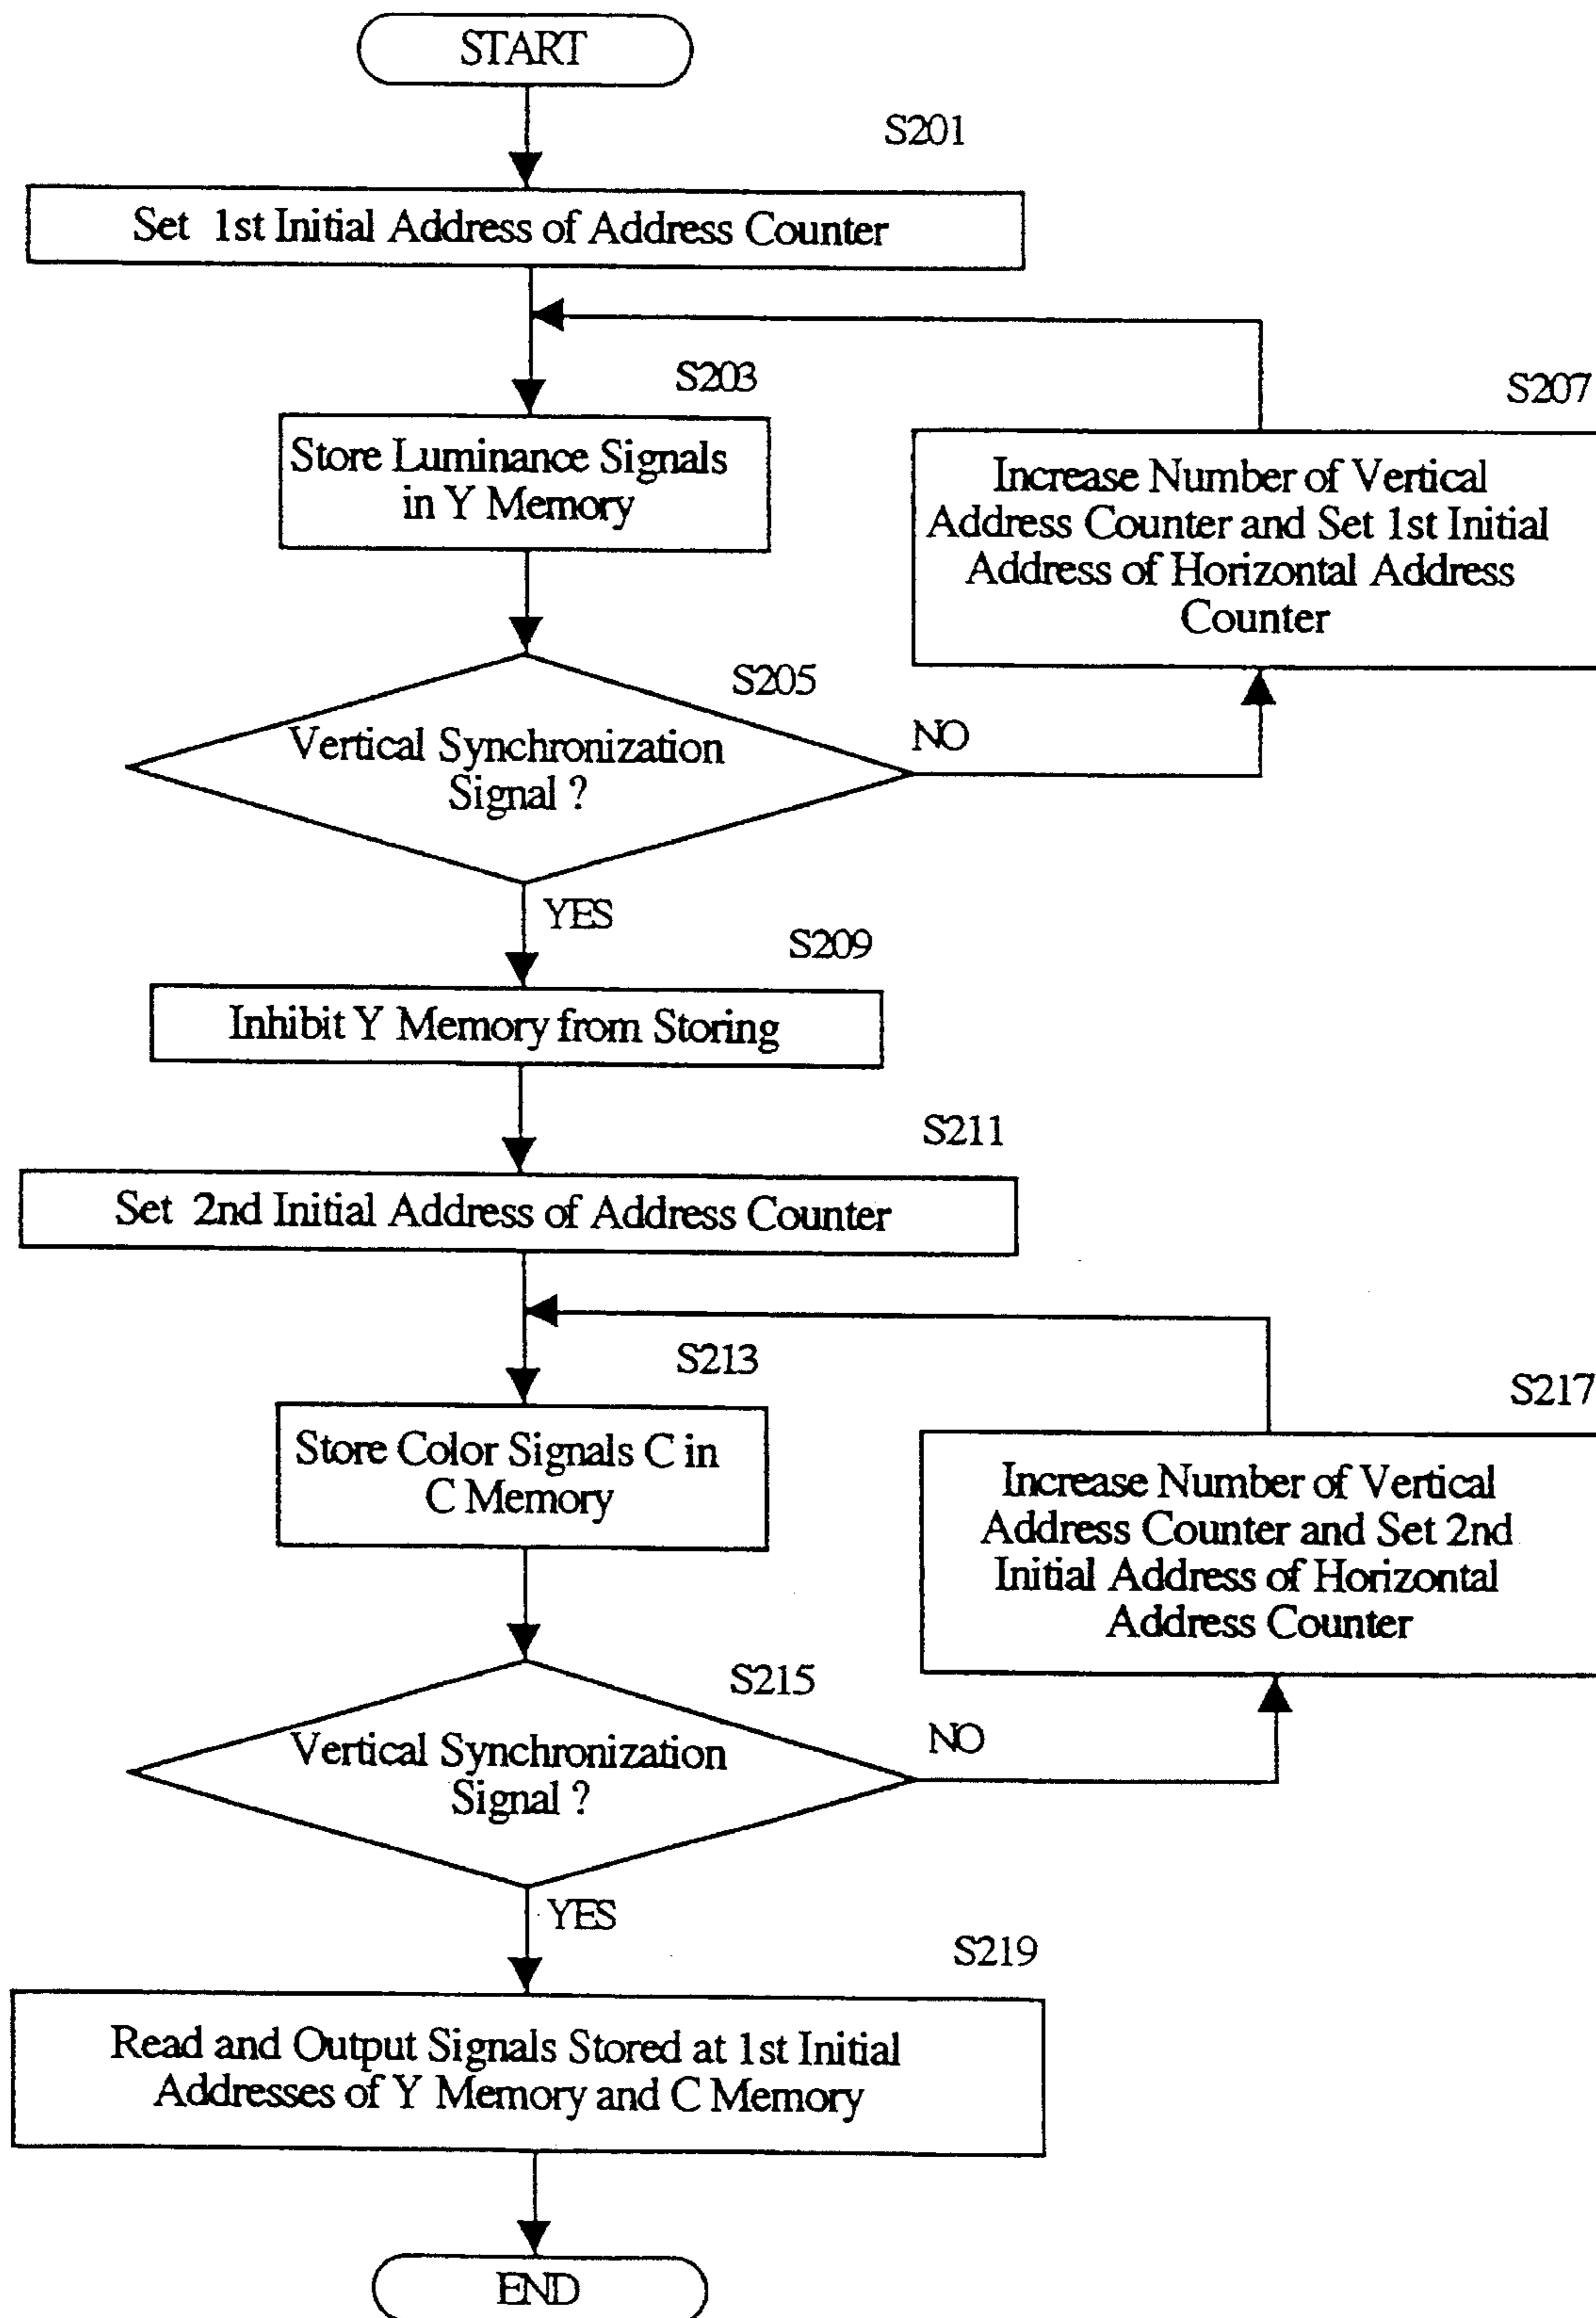 START
S201
Set 1st Initial Address of Address Counter
S203
Store Luminance Signals
in Y Memory
S207
Increase Number of Vertical
Address Counter and Set 1st Initial
Address of Horizontal Address
Counter
S205
Vertical Synchronization
Signal ?
NO
YES
S209
Inhibit Y Memory from Storing
S211
Set 2nd Initial Address of Address Counter
S213
Store Color Signals C in
C Memory
S217
Increase Number of Vertical
Address Counter and Set 2nd
Initial Address of Horizontal
Address Counter
S215
Vertical Synchronization
Signal ?
NO
YES
S219
Read and Output Signals Stored at 1st Initial
Addresses of Y Memory and C Memory
END